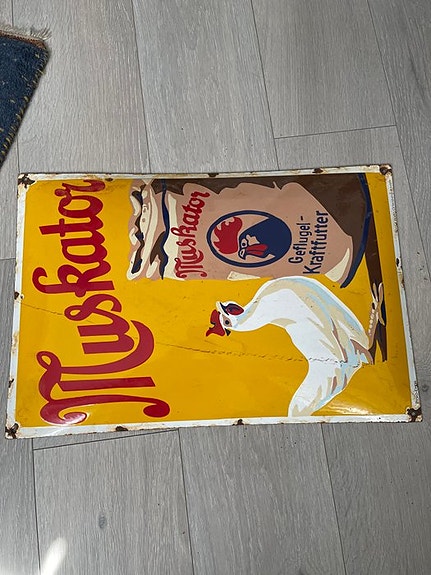 Muskator
Muskator
Geflügel-
Kraftfutter